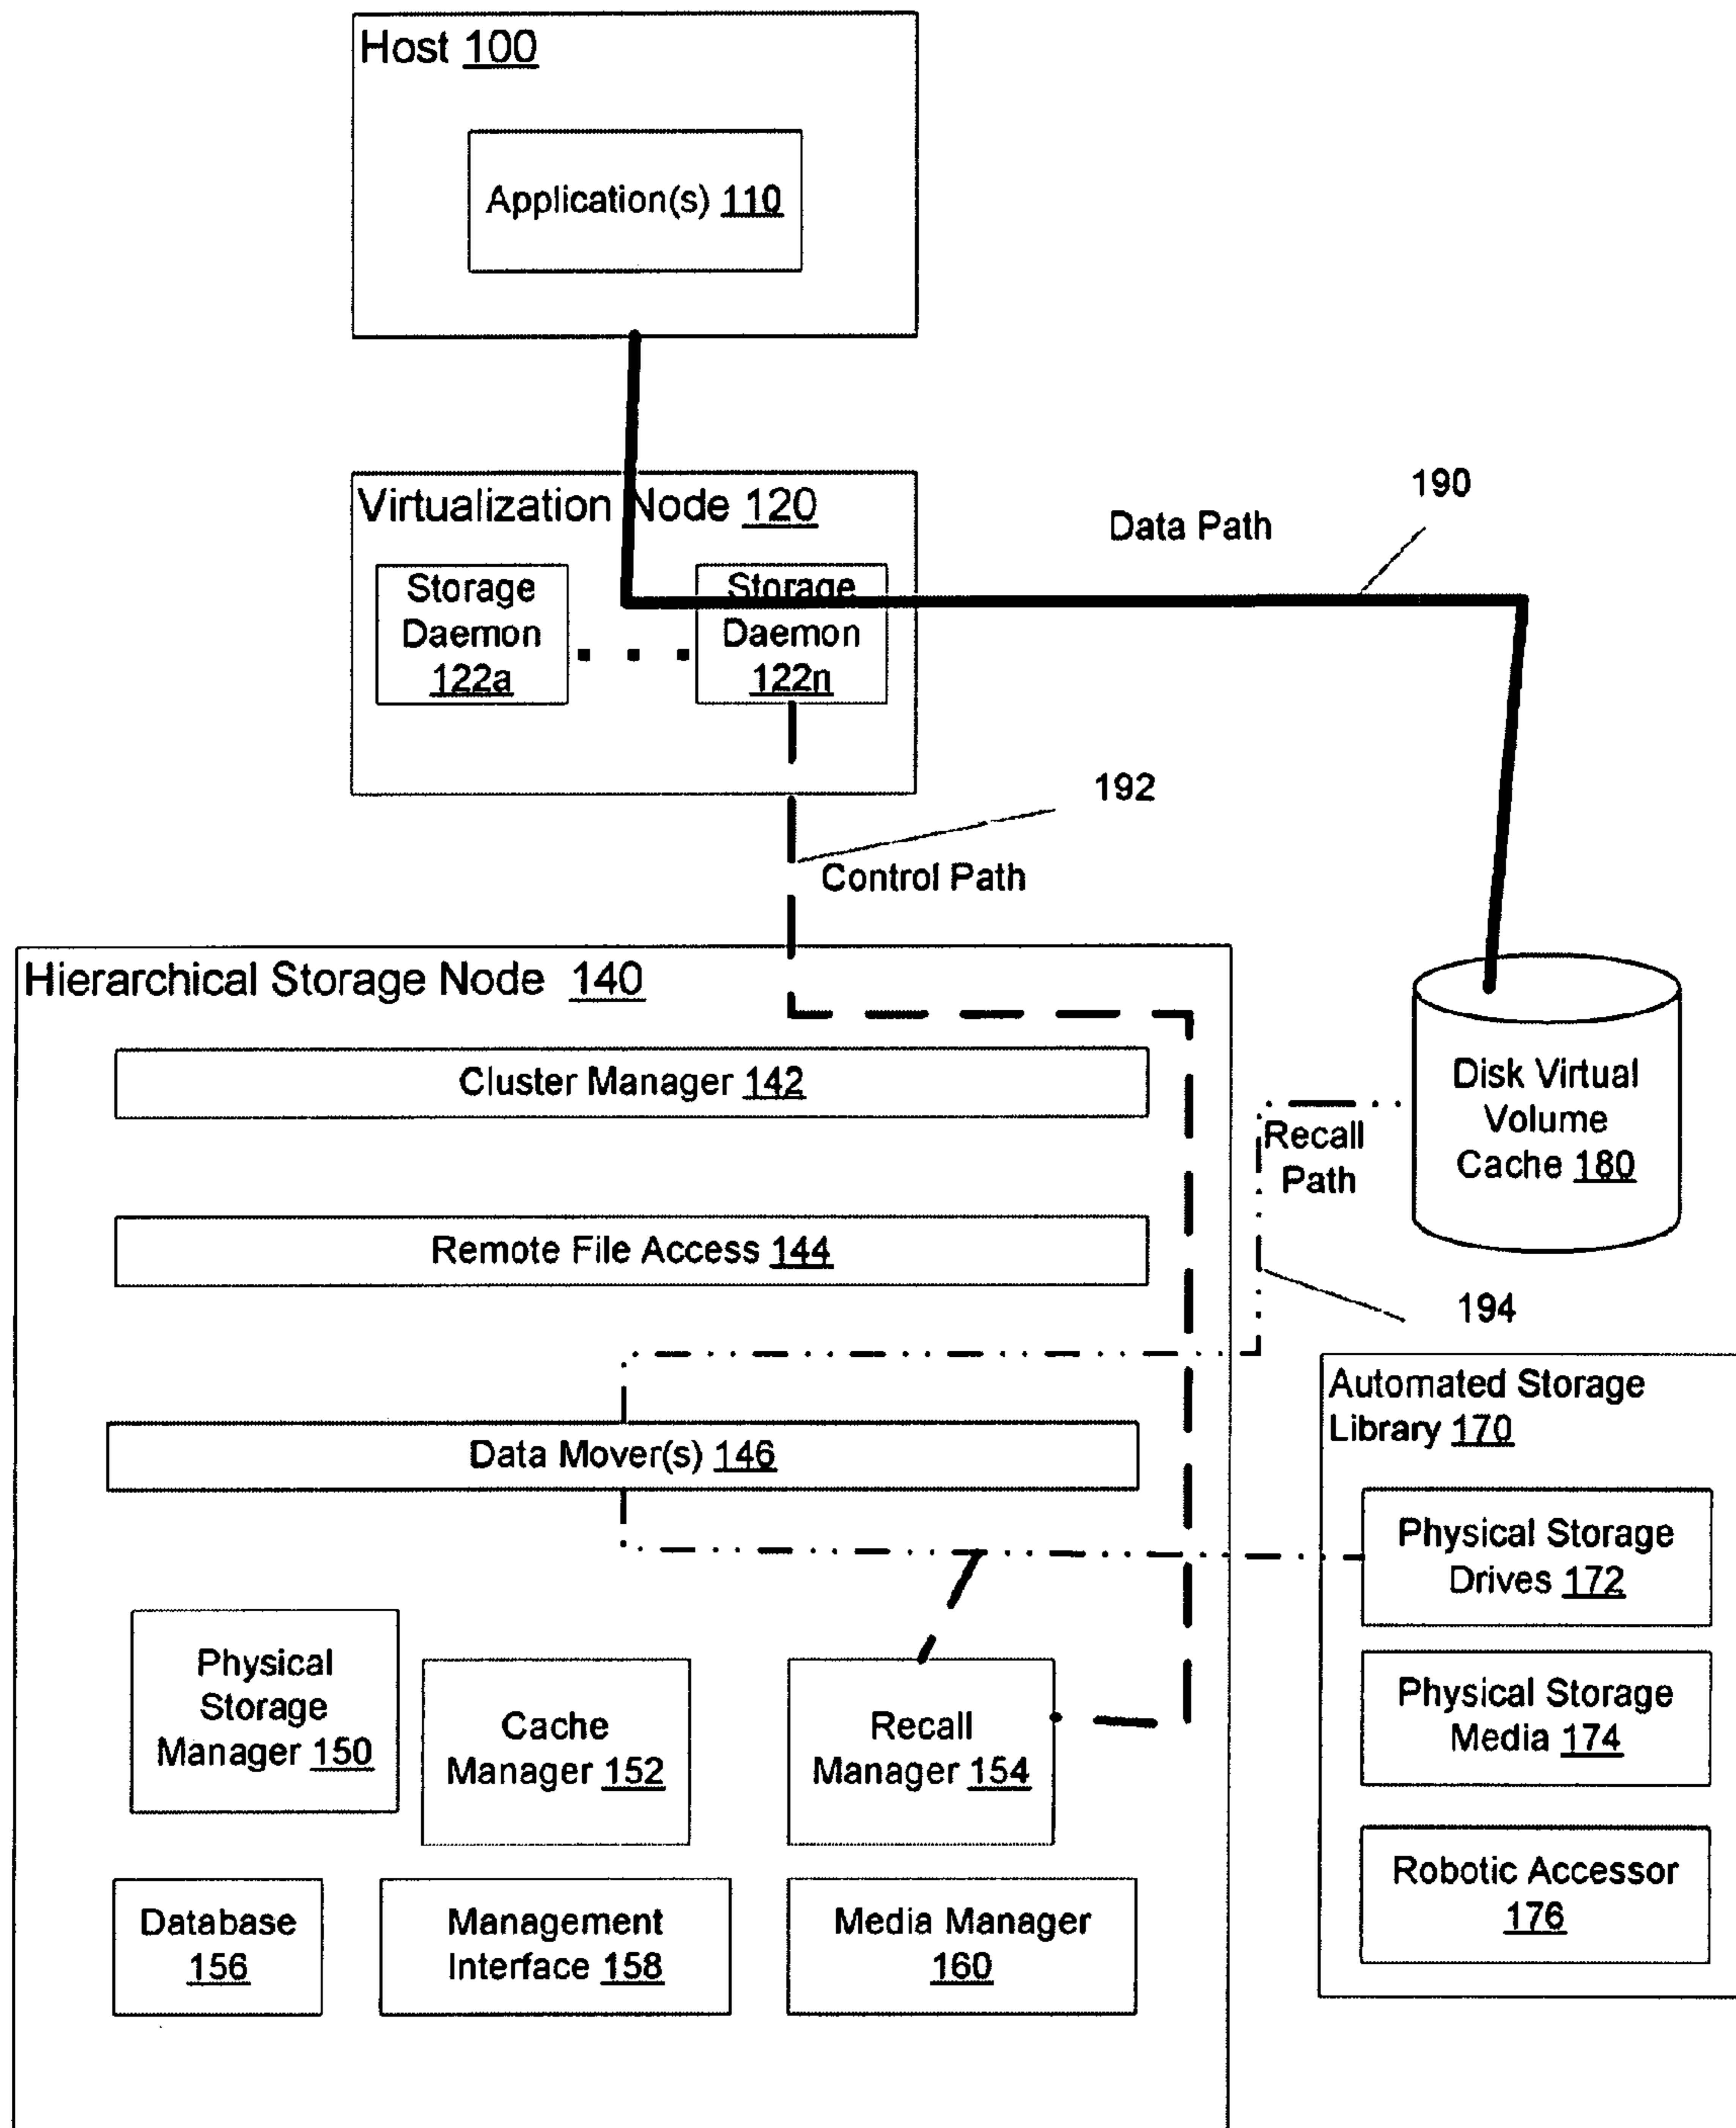 Host 100
Application(s) 110
Virtualization Node 120
Storage
Daemon
122a
Storage
Daemon
122n
190
Data Path
192
Control Path
Hierarchical Storage Node 140
Cluster Manager 142
Remote File Access 144
Data Mover(s) 146
Disk Virtual
Volume
Cache 180
Recall
Path
194
Automated Storage
Library 170
Physical Storage
Drives 172
Physical Storage
Media 174
Robotic Accessor
176
Physical
Storage
Manager 150
Cache
Manager 152
Recall
Manager 154
Database
156
Management
Interface 158
Media Manager
160